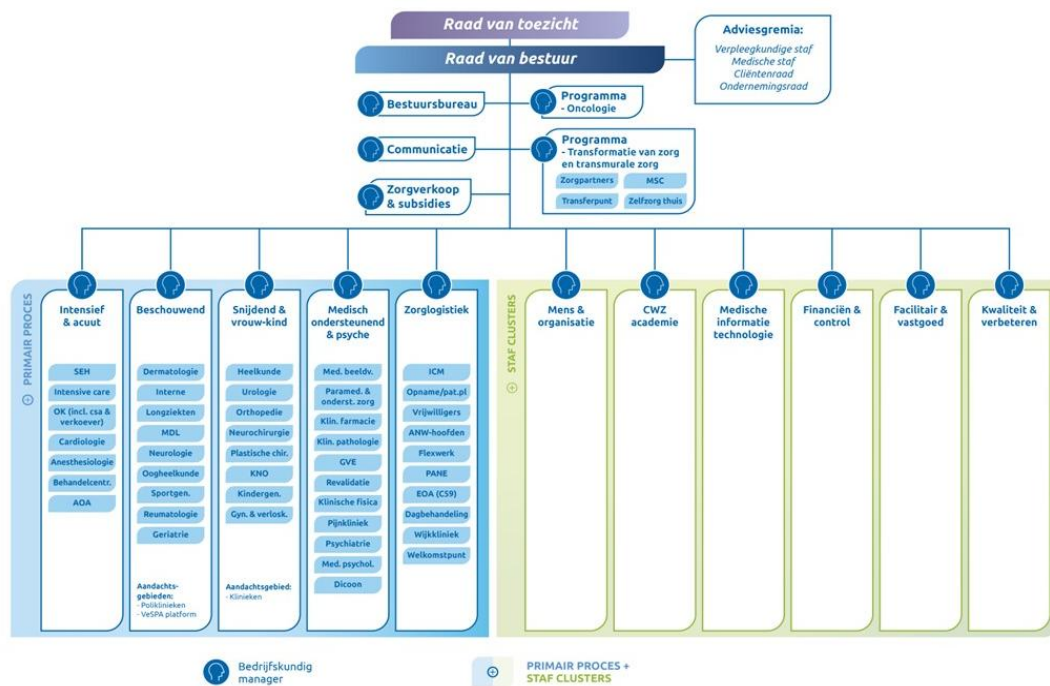 Raad van toezicht
Raad van bestuur
Adviesgremia:
Verpleegkundige staf
Medische staf
Cliëntenraad
Ondernemingsraad
Bestuursbureau
Programma
- Oncologie
Communicatie
Programma
- Transformatie van zorg
en transmurale zorg
Zorgpartners
MSC
Transferpunt
Zelfzorg thuis
Zorgverkoop
& subsidies
PRIMAIR PROCES
Intensief
& acuut
SEH
Intensive care
OK (incl. csa &
verkoever)
Cardiologie
Anesthesiologie
Behandelcentr.
AOA
Beschouwend
Dermatologie
Interne
Longziekten
MDL
Neurologie
Oogheelkunde
Sportgen.
Reumatologie
Geriatrie
Aandachts-
gebieden:
- Poliklinieken
- VeSPA platform
Snijdend &
vrouw-kind
Heelkunde
Urologie
Orthopedie
Neurochirurgie
Plastische chir.
KNO
Kindergen.
Gyn. & verlosk.
Aandachtsgebied:
- Klinieken
Medisch
ondersteunend
& psyche
Med. beeldv.
Paramed. &
onderst. zorg
Klin. farmacie
Klin. pathologie
GVE
Revalidatie
Klinische fisica
Pijnkliniek
Psychiatrie
Med. psychol.
Dicoon
Zorglogistiek
ICM
Opname/pat.pl
Vrijwilligers
ANW-hoofden
Flexwerk
PANE
EOA (C59)
Dagbehandeling
Wijkkliniek
Welkomstpunt
STAF CLUSTERS
Mens &
organisatie
CWZ
academie
Medische
informatie
technologie
Financiën &
control
Facilitair &
vastgoed
Kwaliteit &
verbeteren
Bedrijfskundig
manager
PRIMAIR PROCES +
STAF CLUSTERS